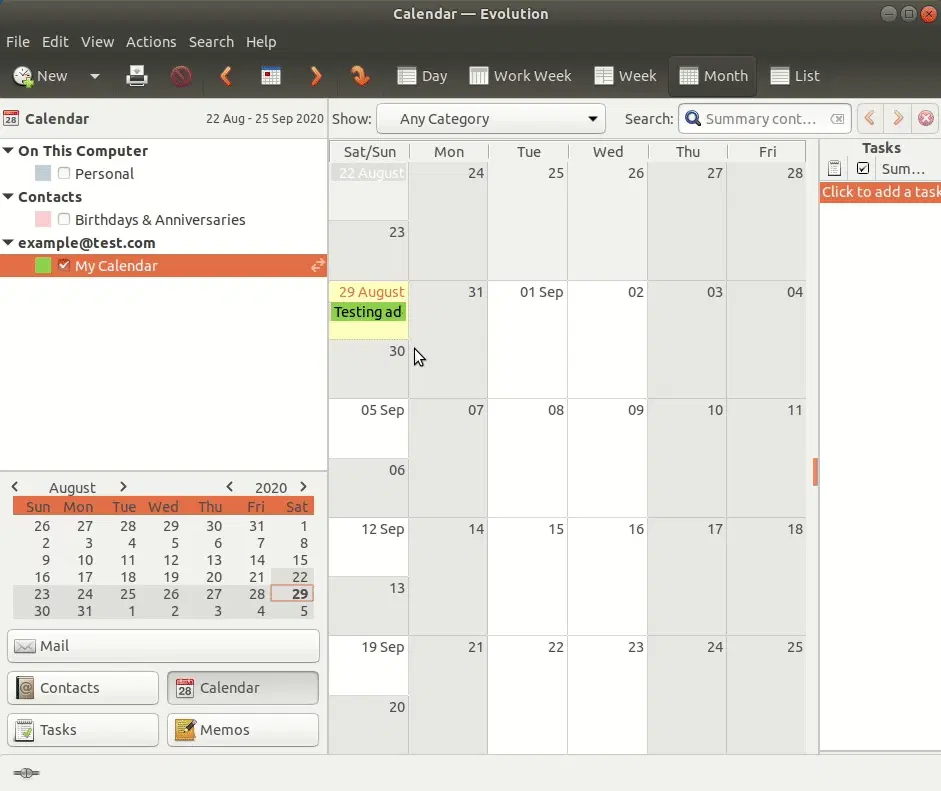 Calendar — Evolution
File Edit View Actions Search Help
New Day Work Week Week Month List
28 Calendar 22 Aug - 25 Sep 2020 Show: Any Category Search: Summary cont...
On This Computer
Personal
Contacts
Birthdays & Anniversaries
example@test.com
My Calendar
August 2020
Sun Mon Tue Wed Thu Fri Sat
26 27 28 29 30 31 1
2 3 4 5 6 7 8
9 10 11 12 13 14 15
16 17 18 19 20 21 22
23 24 25 26 27 28 29
30 31 1 2 3 4 5
Mail
Contacts 28 Calendar
Tasks Memos
Sat/Sun Mon Tue Wed Thu Fri
22 August 24 25 26 27 28
23
29 August 31 01 Sep 02 03 04
Testing ad
30
05 Sep 07 08 09 10 11
06
12 Sep 14 15 16 17 18
13
19 Sep 21 22 23 24 25
20
Tasks
Sum...
Click to add a task